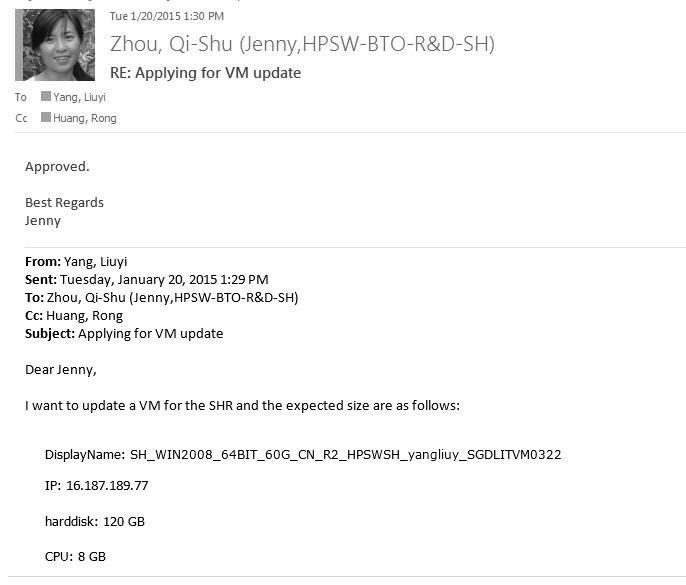 Tue 1/20/2015 1:30 PM
Zhou, Qi-Shu (Jenny,HPSW-BTO-R&D-SH)
RE: Applying for VM update
To Yang, Liuyi
Cc Huang, Rong
Approved.
Best Regards
Jenny
From: Yang, Liuyi
Sent: Tuesday, January 20, 2015 1:29 PM
To: Zhou, Qi-Shu (Jenny,HPSW-BTO-R&D-SH)
Cc: Huang, Rong
Subject: Applying for VM update
Dear Jenny,
I want to update a VM for the SHR and the expected size are as follows:
DisplayName: SH_WIN2008_64BIT_60G_CN_R2_HPSWSH_yangliuy_SGDLITVM0322
IP: 16.187.189.77
harddisk: 120 GB
CPU: 8 GB